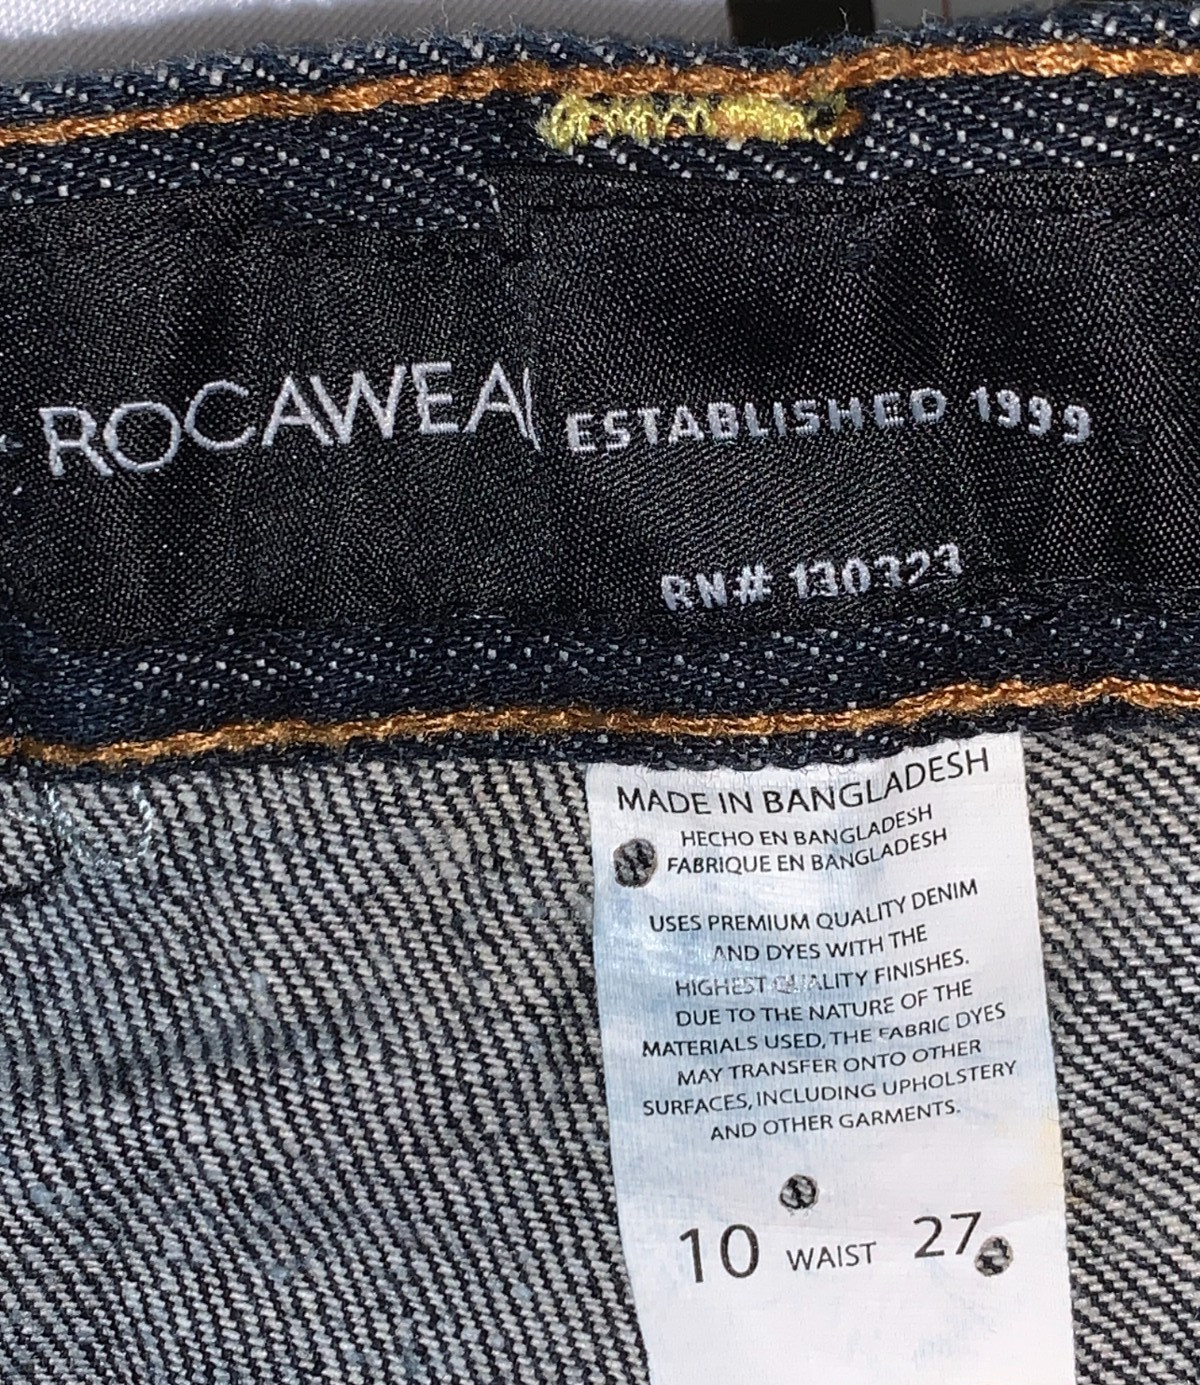 ROCAWEAR
ESTABLISHED 1999
RN# 130323
MADE IN BANGLADESH
HECHO EN BANGLADESH
FABRIQUE EN BANGLADESH
USES PREMIUM QUALITY DENIM
AND DYES WITH THE
HIGHEST QUALITY FINISHES.
DUE TO THE NATURE OF THE
MATERIALS USED, THE FABRIC DYES
MAY TRANSFER ONTO OTHER
SURFACES, INCLUDING UPHOLSTERY
AND OTHER GARMENTS.
10 WAIST 27